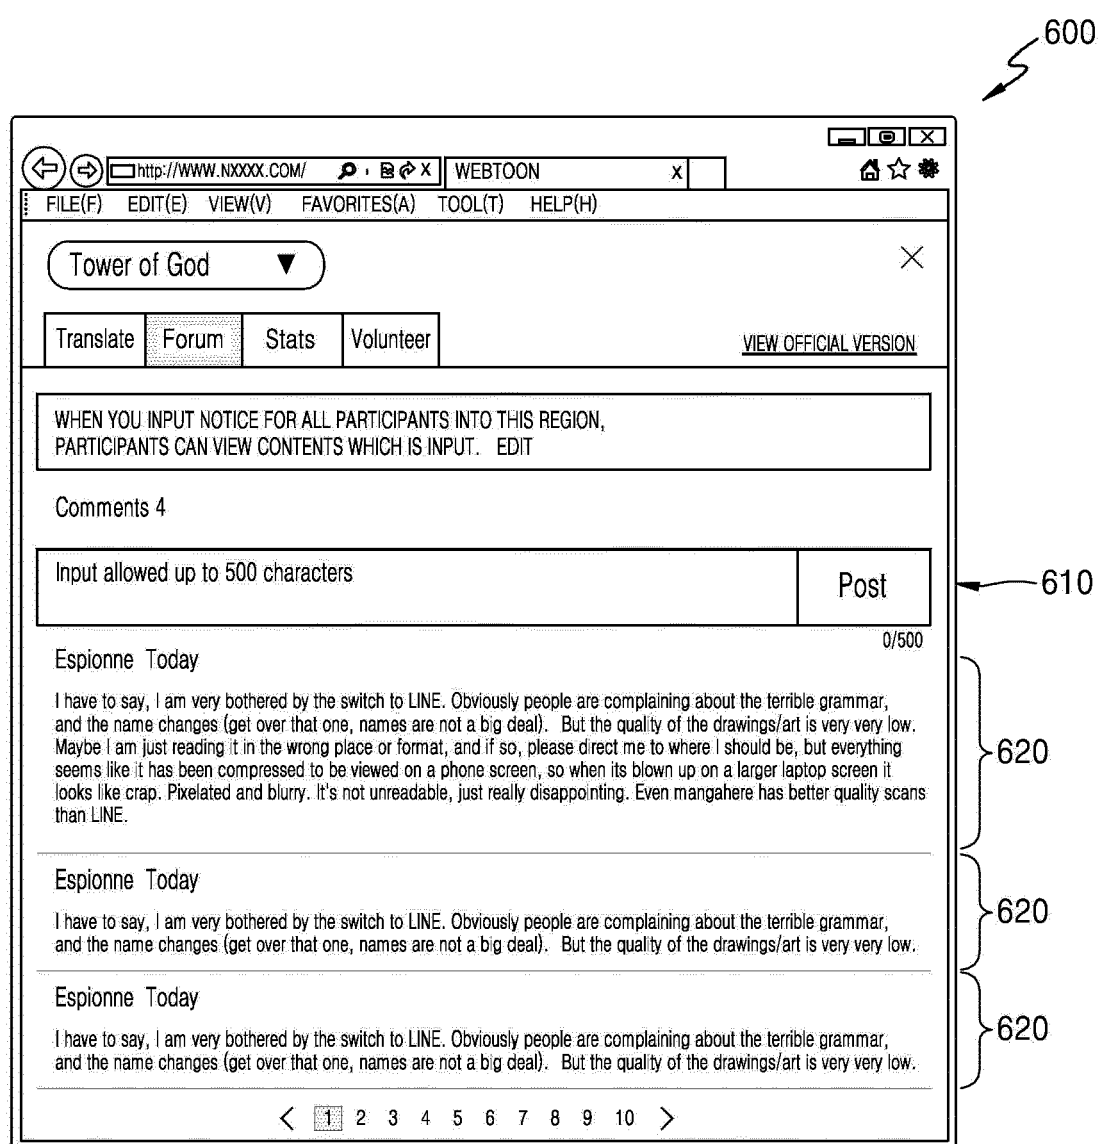 600
http://WWW.NXXXX.COM/ X WEBTOON X
FILE(F) EDIT(E) VIEW(V) FAVORITES(A) TOOL(T) HELP(H)
Tower of God ▼
Translate Forum Stats Volunteer
VIEW OFFICIAL VERSION
WHEN YOU INPUT NOTICE FOR ALL PARTICIPANTS INTO THIS REGION,
PARTICIPANTS CAN VIEW CONTENTS WHICH IS INPUT. EDIT
Comments 4
Input allowed up to 500 characters
Post
610
0/500
Espionne Today
I have to say, I am very bothered by the switch to LINE. Obviously people are complaining about the terrible grammar,
and the name changes (get over that one, names are not a big deal). But the quality of the drawings/art is very very low.
Maybe I am just reading it in the wrong place or format, and if so, please direct me to where I should be, but everything
seems like it has been compressed to be viewed on a phone screen, so when its blown up on a larger laptop screen it
looks like crap. Pixelated and blurry. It's not unreadable, just really disappointing. Even mangahere has better quality scans
than LINE.
620
Espionne Today
I have to say, I am very bothered by the switch to LINE. Obviously people are complaining about the terrible grammar,
and the name changes (get over that one, names are not a big deal). But the quality of the drawings/art is very very low.
620
Espionne Today
I have to say, I am very bothered by the switch to LINE. Obviously people are complaining about the terrible grammar,
and the name changes (get over that one, names are not a big deal). But the quality of the drawings/art is very very low.
620
< 1 2 3 4 5 6 7 8 9 10 >